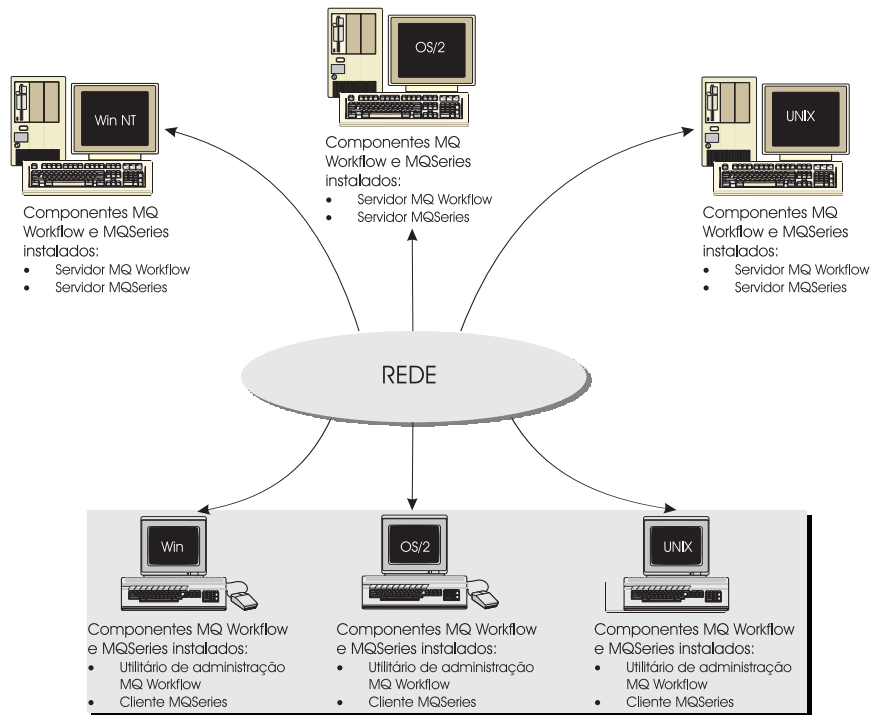 OS/2
Win NT
UNIX
Componentes MQ
Workflow e MQSeries
instalados:
• Servidor MQ Workflow
• Servidor MQSeries
Componentes MQ
Workflow e MQSeries
instalados:
• Servidor MQ Workflow
• Servidor MQSeries
Componentes MQ
Workflow e MQSeries
instalados:
• Servidor MQ Workflow
• Servidor MQSeries
REDE
Win
OS/2
UNIX
Componentes MQ Workflow
e MQSeries instalados:
• Utilitário de administração
MQ Workflow
• Cliente MQSeries
Componentes MQ Workflow
e MQSeries instalados:
• Utilitário de administração
MQ Workflow
• Cliente MQSeries
Componentes MQ Workflow
e MQSeries instalados:
• Utilitário de administração
MQ Workflow
• Cliente MQSeries